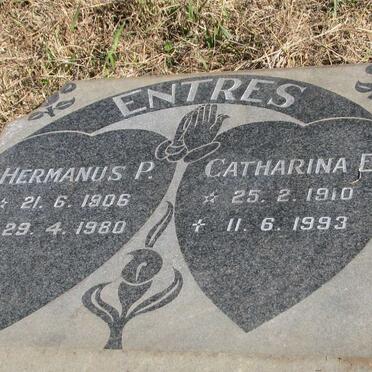 ENTRES
HERMANUS P.
☆ 21. 6. 1906
29. 4. 1980
CATHARINA E
☆ 25. 2. 1910
☆ 11. 6. 1993